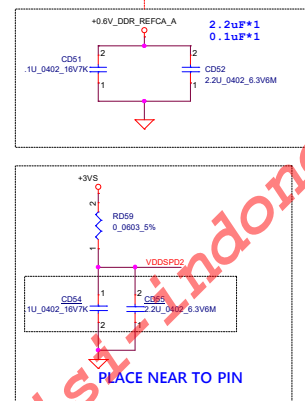 +0.6V_DDR_REFCA_A
2.2uF*1
0.1uF*1
2
2
CD51
.1U_0402_16V7K
CD52
2.2U_0402_6.3V6M
1
1
+3VS
2
RD59
0_0603_5%
1
VDDSPD2
1
1
CD54
.1U_0402_16V7K
CD55
2.2U_0402_6.3V6M
2
2
PLACE NEAR TO PIN
si-indon